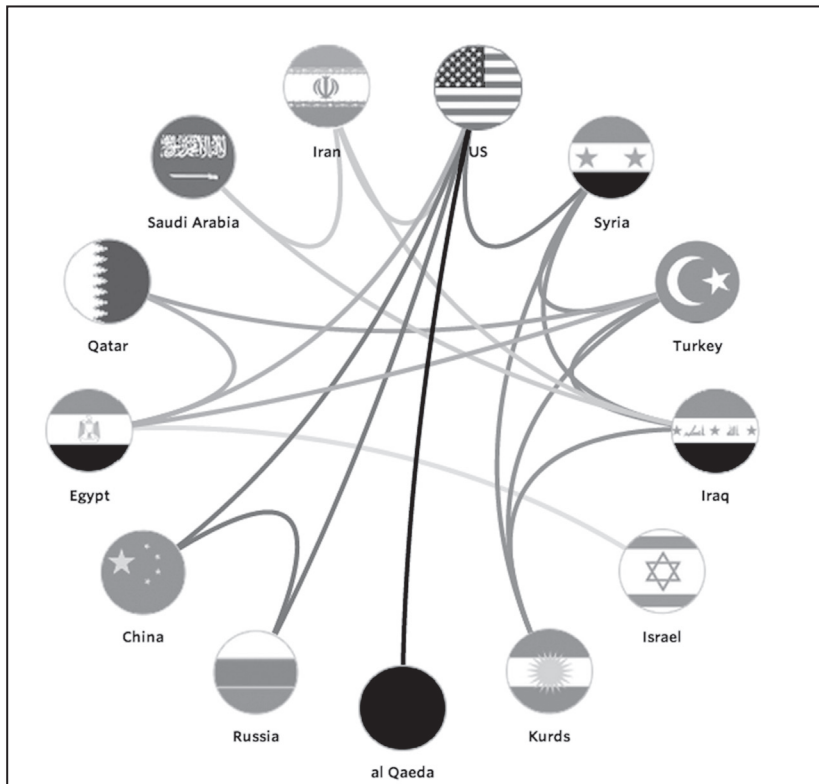 Iran
US
Saudi Arabia
Syria
Qatar
Turkey
Egypt
Iraq
China
Israel
Russia
Kurds
al Qaeda